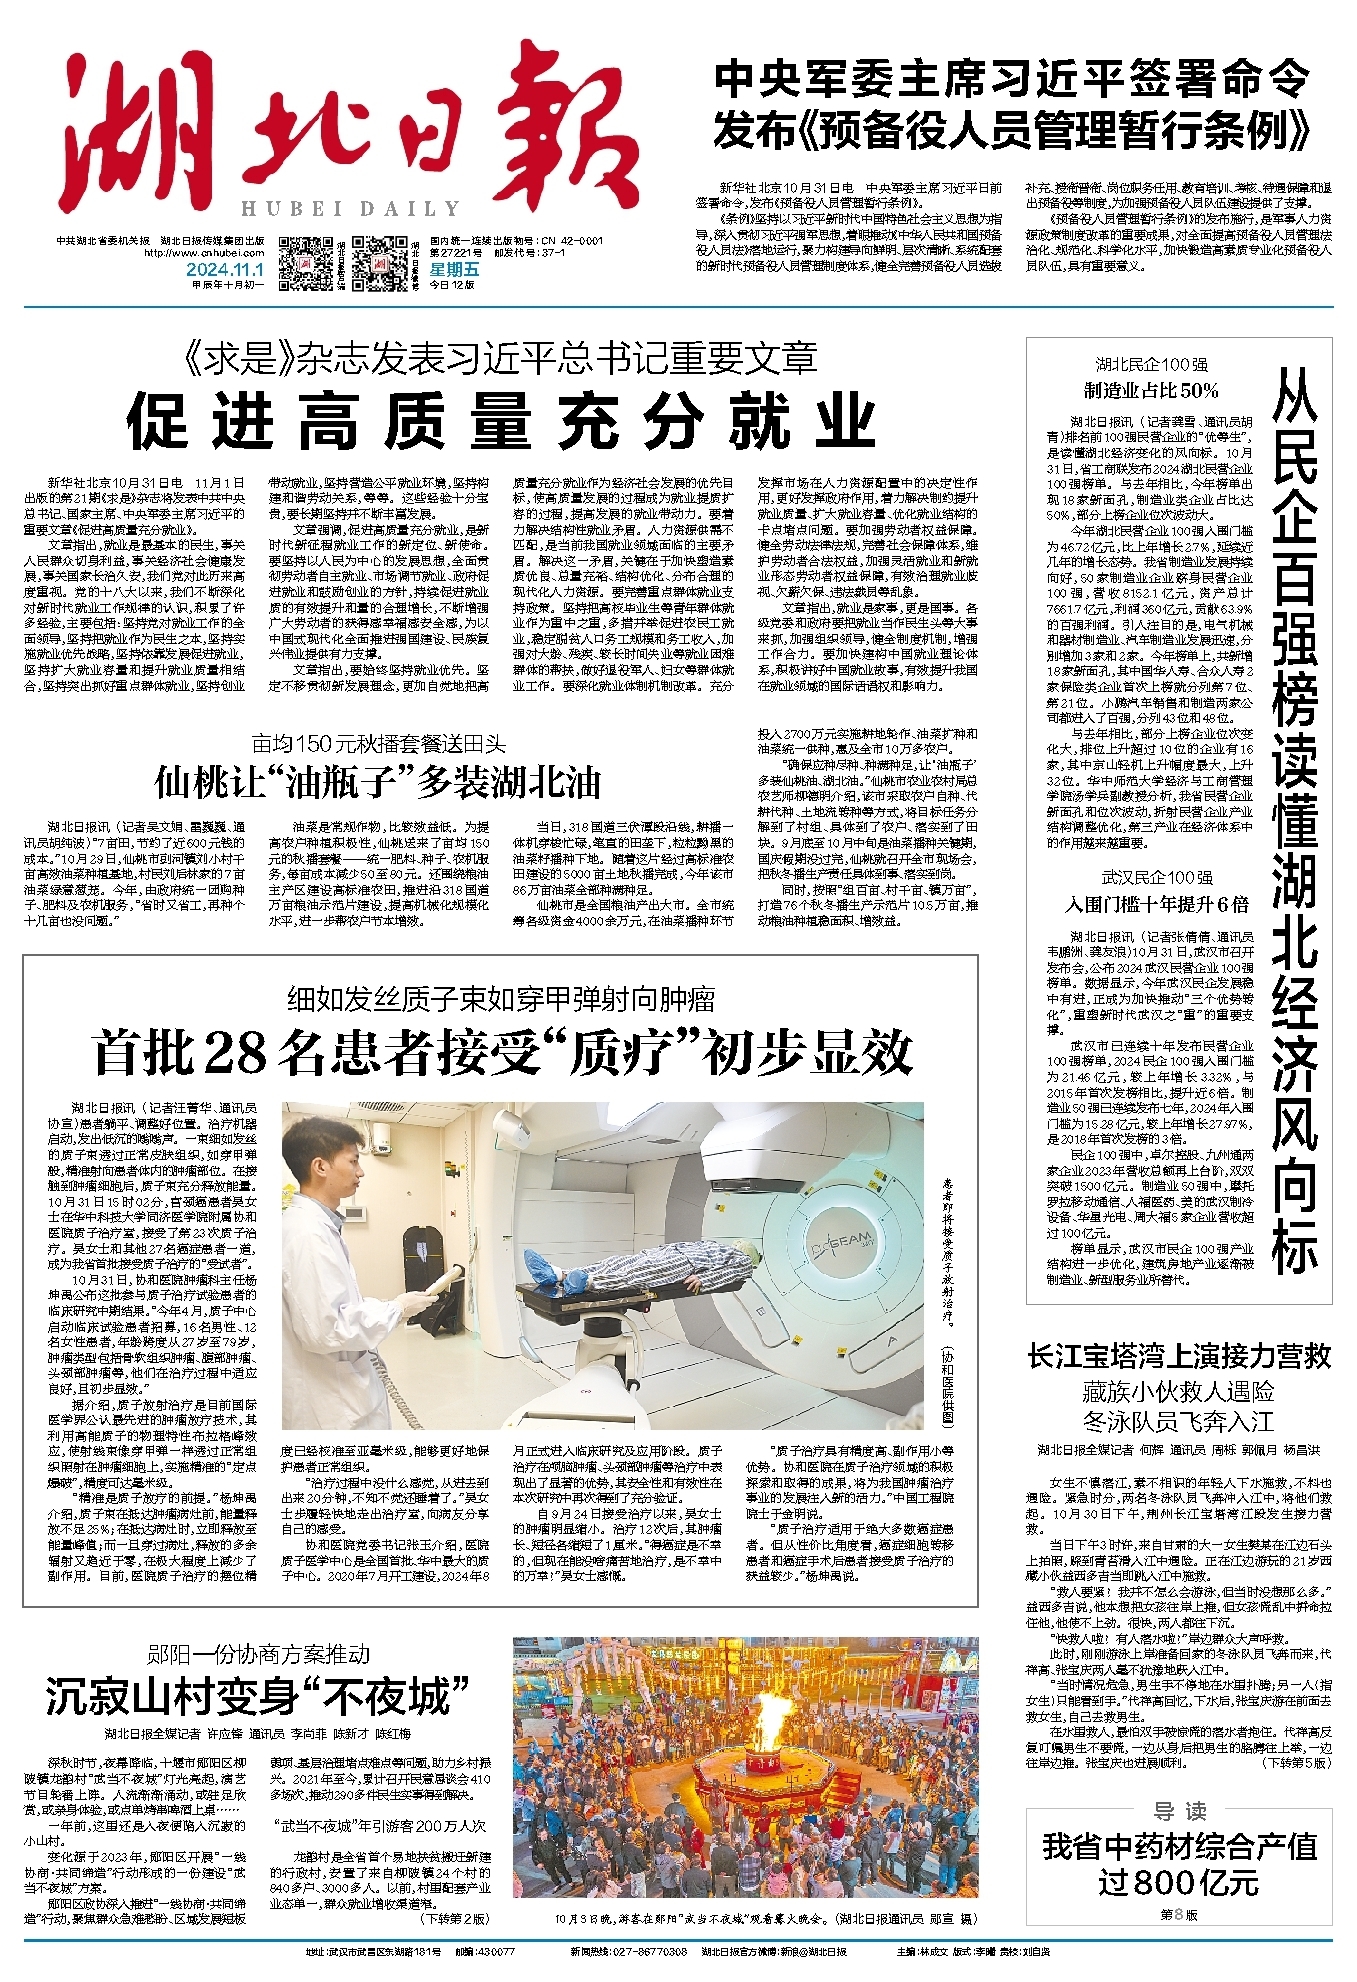 湖北日報
HUBEI DAILY
中共湖北省委机关报 湖北日报传媒集团出版
http://www.cnhubei.com
2024.11.1
甲辰年十月初一
国内统一连续出版物号：CN 42-0001
第27221号 邮发代号：37-1
星期五
今日12版
中央军委主席习近平签署命令
发布《预备役人员管理暂行条例》
新华社北京10月31日电 中央军委主席习近平日前
签署命令，发布《预备役人员管理暂行条例》。
《条例》坚持以习近平新时代中国特色社会主义思想为指
导，深入贯彻习近平强军思想，着眼推动《中华人民共和国预备
役人员法》落地运行，聚力构建导向鲜明、层次清晰、系统配套
的新时代预备役人员管理制度体系，健全完善预备役人员选拔
补充、授衔晋衔、岗位职务任用、教育培训、考核、待遇保障和退
出预备役等制度，为加强预备役人员队伍建设提供了支撑。
《预备役人员管理暂行条例》的发布施行，是军事人力资
源政策制度改革的重要成果，对全面提高预备役人员管理法
治化、规范化、科学化水平，加快锻造高素质专业化预备役人
员队伍，具有重要意义。
《求是》杂志发表习近平总书记重要文章
促进高质量充分就业
新华社北京10月31日电 11月1日
出版的第21期《求是》杂志将发表中共中央
总书记、国家主席、中央军委主席习近平的
重要文章《促进高质量充分就业》。
文章指出，就业是最基本的民生，事关
人民群众切身利益，事关经济社会健康发
展，事关国家长治久安，我们党对此历来高
度重视。党的十八大以来，我们不断深化
对新时代就业工作规律的认识，积累了许
多经验，主要包括：坚持党对就业工作的全
面领导，坚持把就业作为民生之本，坚持实
施就业优先战略，坚持依靠发展促进就业，
坚持扩大就业容量和提升就业质量相结
合，坚持突出抓好重点群体就业，坚持创业
带动就业，坚持营造公平就业环境，坚持构
建和谐劳动关系，等等。这些经验十分宝
贵，要长期坚持并不断丰富发展。
文章强调，促进高质量充分就业，是新
时代新征程就业工作的新定位、新使命。
要坚持以人民为中心的发展思想，全面贯
彻劳动者自主就业、市场调节就业、政府促
进就业和鼓励创业的方针，持续促进就业
质的有效提升和量的合理增长，不断增强
广大劳动者的获得感幸福感安全感，为以
中国式现代化全面推进强国建设、民族复
兴伟业提供有力支撑。
文章指出，要始终坚持就业优先。坚
定不移贯彻新发展理念，更加自觉地把高
质量充分就业作为经济社会发展的优先目
标，使高质量发展的过程成为就业提质扩
容的过程，提高发展的就业带动力。要着
力解决结构性就业矛盾。人力资源供需不
匹配，是当前我国就业领域面临的主要矛
盾。解决这一矛盾，关键在于加快塑造素
质优良、总量充裕、结构优化、分布合理的
现代化人力资源。要完善重点群体就业支
持政策。坚持把高校毕业生等青年群体就
业作为重中之重，多措并举促进农民工就
业，稳定脱贫人口务工规模和务工收入，加
强对大龄、残疾、较长时间失业等就业困难
群体的帮扶，做好退役军人、妇女等群体就
业工作。要深化就业体制机制改革。充分
发挥市场在人力资源配置中的决定性作
用，更好发挥政府作用，着力解决制约提升
就业质量、扩大就业容量、优化就业结构的
卡点堵点问题。要加强劳动者权益保障。
健全劳动法律法规，完善社会保障体系，维
护劳动者合法权益，加强灵活就业和新就
业形态劳动者权益保障，有效治理就业歧
视、欠薪欠保、违法裁员等乱象。
文章指出，就业是家事，更是国事。各
级党委和政府要把就业当作民生头等大事
来抓，加强组织领导，健全制度机制，增强
工作合力。要加快建构中国就业理论体
系，积极讲好中国就业故事，有效提升我国
在就业领域的国际话语权和影响力。
亩均150元秋播套餐送田头
仙桃让“油瓶子”多装湖北油
湖北日报讯（记者吴文娟、雷巍巍、通
讯员胡纯波）“7亩田，节约了近600元钱的
成本。”10月29日，仙桃市剅河镇刘小村千
亩高效油菜种植基地，村民刘后林家的7亩
油菜绿意葱茏。今年，由政府统一团购种
子、肥料及农机服务，“省时又省工，再种个
十几亩也没问题。”
油菜是常规作物，比较效益低。为提
高农户种植积极性，仙桃送来了亩均150
元的秋播套餐——统一肥料、种子、农机服
务，每亩成本减少50至80元。还围绕粮油
主产区建设高标准农田，推进沿318国道
万亩粮油示范片建设，提高机械化规模化
水平，进一步帮农户节本增效。
当日，318国道三伏潭段沿线，耕播一
体机穿梭忙碌，笔直的田垄下，粒粒黝黑的
油菜籽播种下地。随着这片经过高标准农
田建设的5000亩土地秋播完成，今年该市
86万亩油菜全部种满种足。
仙桃市是全国粮油产出大市。全市统
筹各级资金4000余万元，在油菜播种环节
投入2700万元实施耕地轮作、油菜扩种和
油菜统一供种，惠及全市10万多农户。
“确保应种尽种、种满种足，让‘油瓶子’
多装仙桃油、湖北油。”仙桃市农业农村局总
农艺师柳德明介绍，该市采取农户自种、代
耕代种、土地流转种等方式，将目标任务分
解到了村组、具体到了农户、落实到了田
块。9月底至10月中旬是油菜播种关键期，
国庆假期没过完，仙桃就召开全市现场会，
把秋冬播生产责任具体到事、落实到岗。
同时，按照“组百亩、村千亩、镇万亩”，
打造76个秋冬播生产示范片10.5万亩，推
动粮油种植稳面积、增效益。
从民企百强榜读懂湖北经济风向标
湖北民企100强
制造业占比50%
湖北日报讯（记者龚雪、通讯员胡
青）排名前100强民营企业的“优等生”，
是读懂湖北经济变化的风向标。10月
31日，省工商联发布2024湖北民营企业
100强榜单。与去年相比，今年榜单出
现18家新面孔，制造业类企业占比达
50%，部分上榜企业位次波动大。
今年湖北民营企业100强入围门槛
为46.72亿元，比上年增长2.7%，延续近
几年的增长态势。我省制造业发展持续
向好，50家制造业企业跻身民营企业
100强，营收8152.1亿元，资产总计
7661.7亿元，利润360亿元，贡献63.9%
的百强利润。引人注目的是，电气机械
和器材制造业、汽车制造业发展迅速，分
别增加3家和2家。今年榜单上，共新增
18家新面孔，其中国华人寿、合众人寿2
家保险类企业首次上榜就分列第7位、
第21位。小鹏汽车销售和制造两家公
司都进入了百强，分列43位和48位。
与去年相比，部分上榜企业位次变
化大，排位上升超过10位的企业有16
家，其中京山轻机上升幅度最大，上升
32位。华中师范大学经济与工商管理
学院汤学兵副教授分析，我省民营企业
新面孔和位次波动，折射民营企业产业
结构调整优化，第三产业在经济体系中
的作用越来越重要。
武汉民企100强
入围门槛十年提升6倍
湖北日报讯（记者张倩倩、通讯员
韦鹏洲、龚友浪）10月31日，武汉市召开
发布会，公布2024武汉民营企业100强
榜单。数据显示，今年武汉民企发展稳
中有进，正成为加快推动“三个优势转
化”，重塑新时代武汉之“重”的重要支
撑。
武汉市已连续十年发布民营企业
100强榜单，2024民企100强入围门槛
为21.46亿元，较上年增长3.32%，与
2015年首次发榜相比，提升近6倍。制
造业50强已连续发布七年，2024年入围
门槛为15.28亿元，较上年增长27.97%，
是2018年首次发榜的3倍。
民企100强中，卓尔控股、九州通两
家企业2023年营收总额再上台阶，双双
突破1500亿元。制造业50强中，摩托
罗拉移动通信、人福医药、美的武汉制冷
设备、华星光电、周大福5家企业营收超
过100亿元。
榜单显示，武汉市民企100强产业
结构进一步优化，建筑房地产业逐渐被
制造业、新型服务业所替代。
细如发丝质子束如穿甲弹射向肿瘤
首批28名患者接受“质疗”初步显效
湖北日报讯（记者汪菁华、通讯员
协宣）患者躺平、调整好位置。治疗机器
启动，发出低沉的嗡嗡声。一束细如发丝
的质子束透过正常皮肤组织，如穿甲弹
般，精准射向患者体内的肿瘤部位。在接
触到肿瘤细胞后，质子束充分释放能量。
10月31日15时02分，宫颈癌患者吴女
士在华中科技大学同济医学院附属协和
医院质子治疗室，接受了第23次质子治
疗。吴女士和其他27名癌症患者一道，
成为我省首批接受质子治疗的“受试者”。
10月31日，协和医院肿瘤科主任杨
坤禹公布这批参与质子治疗试验患者的
临床研究中期结果。“今年4月，质子中心
启动临床试验患者招募，16名男性、12
名女性患者，年龄跨度从27岁至79岁，
肿瘤类型包括骨软组织肿瘤、腹部肿瘤、
头颈部肿瘤等，他们在治疗过程中适应
良好，且初步显效。”
据介绍，质子放射治疗是目前国际
医学界公认最先进的肿瘤放疗技术，其
利用高能质子的物理特性布拉格峰效
应，使射线束像穿甲弹一样透过正常组
织照射在肿瘤细胞上，实施精准的“定点
爆破”，精度可达毫米级。
“精准是质子放疗的前提。”杨坤禹
介绍，质子束在抵达肿瘤病灶前，能量释
放不足25%；在抵达病灶时，立即释放至
能量峰值；而一旦穿过病灶，释放的多余
辐射又趋近于零，在极大程度上减少了
副作用。目前，医院质子治疗的摆位精
度已经校准至亚毫米级，能够更好地保
护患者正常组织。
“治疗过程中没什么感觉，从进去到
出来20分钟，不知不觉还睡着了。”吴女
士步履轻快地走出治疗室，向病友分享
自己的感受。
协和医院党委书记张玉介绍，医院
质子医学中心是全国首批、华中最大的质
子中心。2020年7月开工建设，2024年8
月正式进入临床研究及应用阶段。质子
治疗在颅脑肿瘤、头颈部肿瘤等治疗中表
现出了显著的优势，其安全性和有效性在
本次研究中再次得到了充分验证。
自9月24日接受治疗以来，吴女士
的肿瘤明显缩小。治疗12次后，其肿瘤
长、短径各缩短了1厘米。“得癌症是不幸
的，但现在能没啥痛苦地治疗，是不幸中
的万幸！”吴女士感慨。
“质子治疗具有精度高、副作用小等
优势。协和医院在质子治疗领域的积极
探索和取得的成果，将为我国肿瘤治疗
事业的发展注入新的活力。”中国工程院
院士于金明说。
“质子治疗适用于绝大多数癌症患
者。但从性价比角度看，癌症细胞转移
患者和癌症手术后患者接受质子治疗的
获益较少。”杨坤禹说。
患者即将接受质子放射治疗。
（协和医院供图）
长江宝塔湾上演接力营救
藏族小伙救人遇险
冬泳队员飞奔入江
湖北日报全媒记者 何辉 通讯员 周栎 郭佩月 杨昌洪
女生不慎落江，素不相识的年轻人下水施救，不料也
遇险。紧急时分，两名冬泳队员飞奔冲入江中，将他们救
起。10月30日下午，荆州长江宝塔湾江段发生接力营
救。
当日下午3时许，来自甘肃的大一女生樊某在江边石头
上拍照，踩到青苔滑入江中遇险。正在江边游玩的21岁西
藏小伙益西多吉当即跳入江中施救。
“救人要紧！我并不怎么会游泳，但当时没想那么多。”
益西多吉说，他本想把女孩往岸上推，但女孩慌乱中拼命拉
住他，他使不上劲。很快，两人都往下沉。
“快救人啦！有人落水啦！”岸边群众大声呼救。
此时，刚刚游泳上岸准备回家的冬泳队员飞奔而来，代
祥高、张宝庆两人毫不犹豫地跃入江中。
“当时情况危急，男生手不停地在水里扑腾；另一人（指
女生）只能看到手。”代祥高回忆，下水后，张宝庆游在前面去
救女生，自己去救男生。
在水里救人，最怕双手被惊慌的落水者抱住。代祥高反
复叮嘱男生不要慌，一边从身后把男生的胳膊往上举，一边
往岸边推。张宝庆也进展顺利。
（下转第5版）
郧阳一份协商方案推动
沉寂山村变身“不夜城”
湖北日报全媒记者 许应锋 通讯员 李尚菲 陈新才 陈红梅
深秋时节，夜幕降临，十堰市郧阳区柳
陂镇龙韵村“武当不夜城”灯光亮起，演艺
节目轮番上阵。人流渐渐涌动，或驻足欣
赏，或亲身体验，或点单烤串啤酒上桌……
一年前，这里还是入夜便陷入沉寂的
小山村。
变化源于2023年，郧阳区开展“一线
协商·共同缔造”行动形成的一份建设“武
当不夜城”方案。
郧阳区政协深入推进“一线协商·共同缔
造”行动，聚焦群众急难愁盼、区域发展短板
弱项、基层治理堵点难点等问题，助力乡村振
兴。2021年至今，累计召开民意恳谈会410
多场次，推动290多件民生实事得到解决。
“武当不夜城”年引游客200万人次
龙韵村是全省首个易地扶贫搬迁新建
的行政村，安置了来自柳陂镇24个村的
840多户、3000多人。以前，村里配套产业
业态单一，群众就业增收渠道窄。
（下转第2版）
10月3日晚，游客在郧阳“武当不夜城”观看篝火晚会。（湖北日报通讯员 郧宣 摄）
导读
我省中药材综合产值
过800亿元
第8版
地址：武汉市武昌区东湖路181号 邮编：430077 新闻热线：027-86770308 湖北日报官方微博：新浪@湖北日报 主编：林成文 版式：李曙 责校：刘自贤